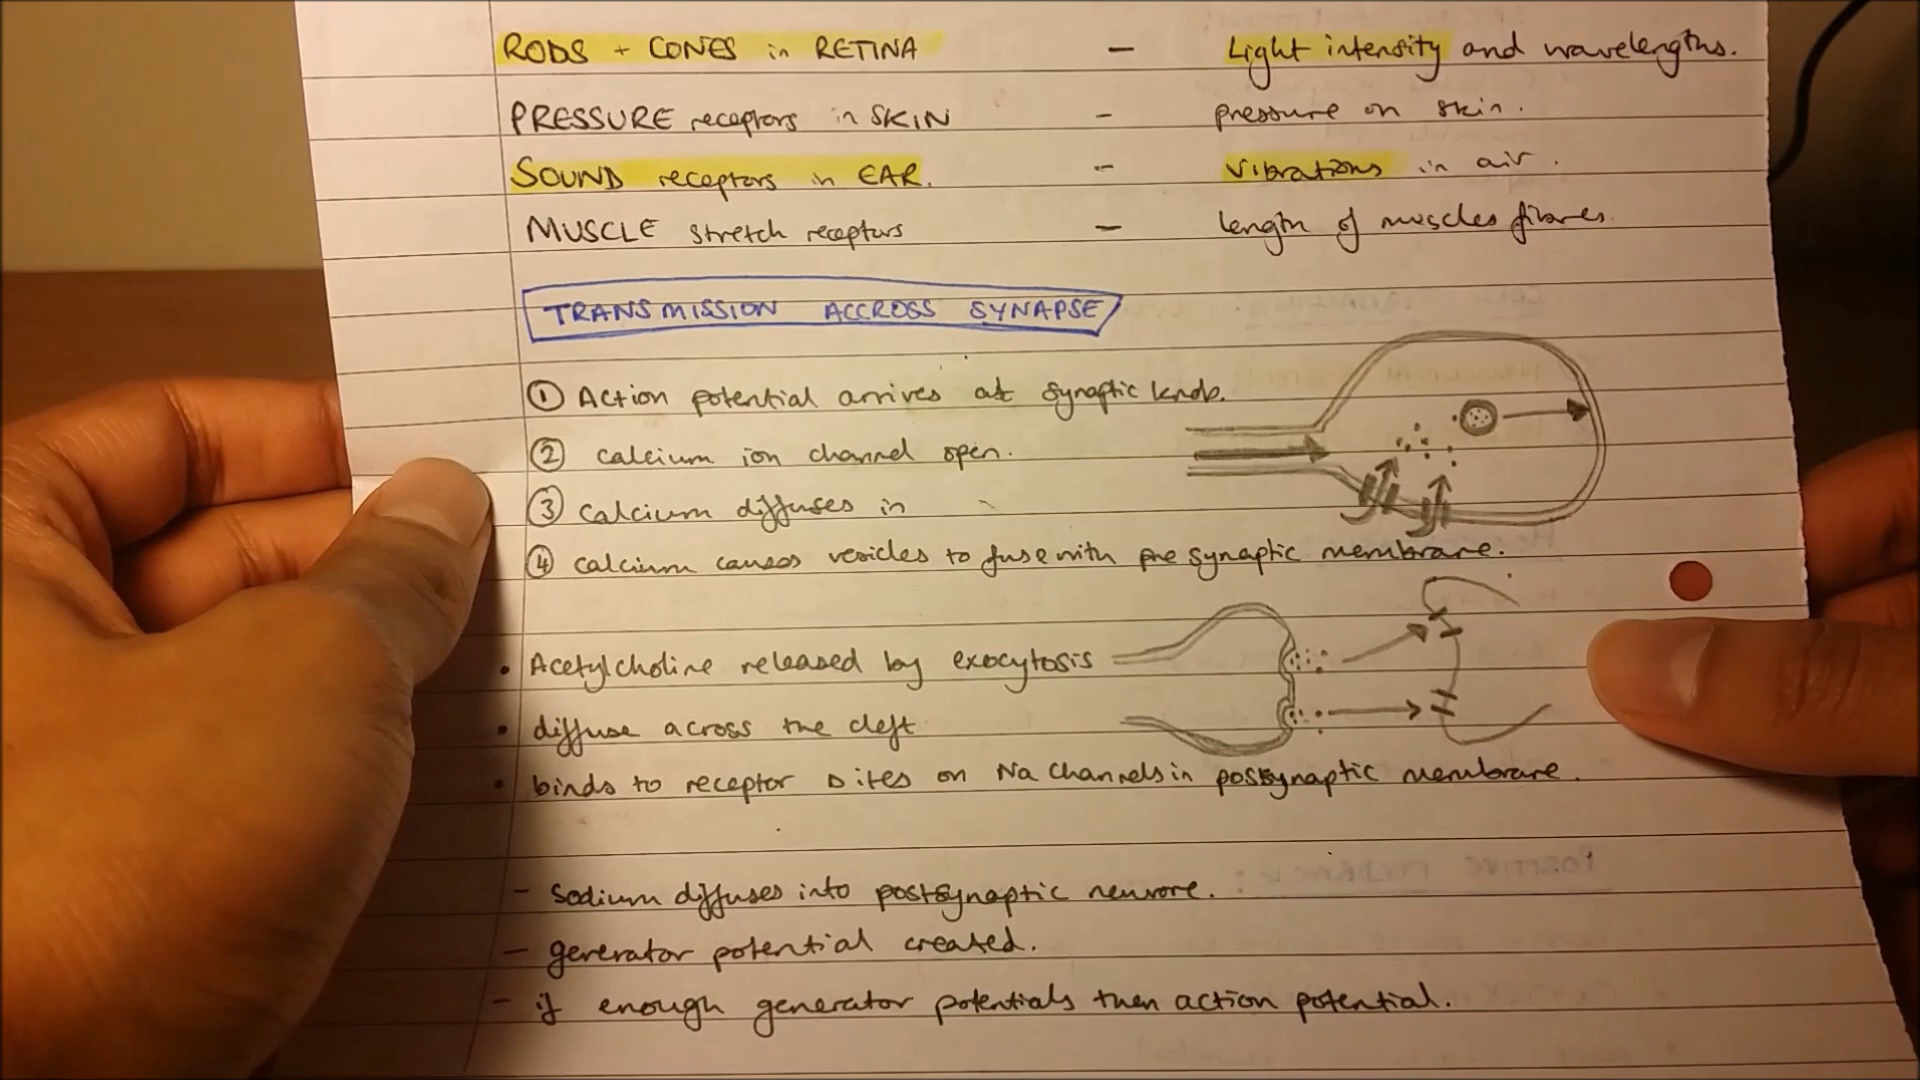 RODS + CONES in RETINA - Light intensity and wavelengths.
PRESSURE receptors in SKIN - pressure on skin.
SOUND receptors in EAR. - Vibrations in air.
MUSCLE stretch receptors - length of muscles fibres.
TRANSMISSION ACCROSS SYNAPSE
① Action potential arrives at synaptic knob.
② calcium ion channel open.
③ calcium diffuses in
④ calcium causes vesicles to fuse with pre synaptic membrane.
• Acetylcholine released by exocytosis
• diffuse across the cleft
• binds to receptor sites on Na channels in postsynaptic membrane.
- Sodium diffuses into postsynaptic neurone.
- generator potential created.
- if enough generator potentials then action potential.